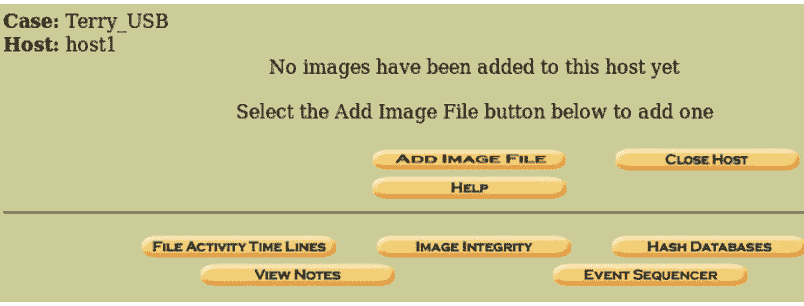 Case: Terry_USB
Host: host1
No images have been added to this host yet
Select the Add Image File button below to add one
ADD IMAGE FILE
CLOSE HOST
HELP
FILE ACTIVITY TIME LINES
IMAGE INTEGRITY
HASH DATABASES
VIEW NOTES
EVENT SEQUENCER